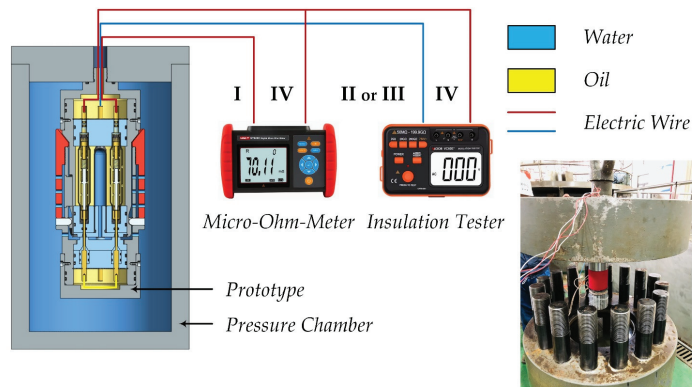 Water
Oil
I IV II or III IV
Electric Wire
R 0
70.11
000
Micro-Ohm-Meter Insulation Tester
Prototype
Pressure Chamber